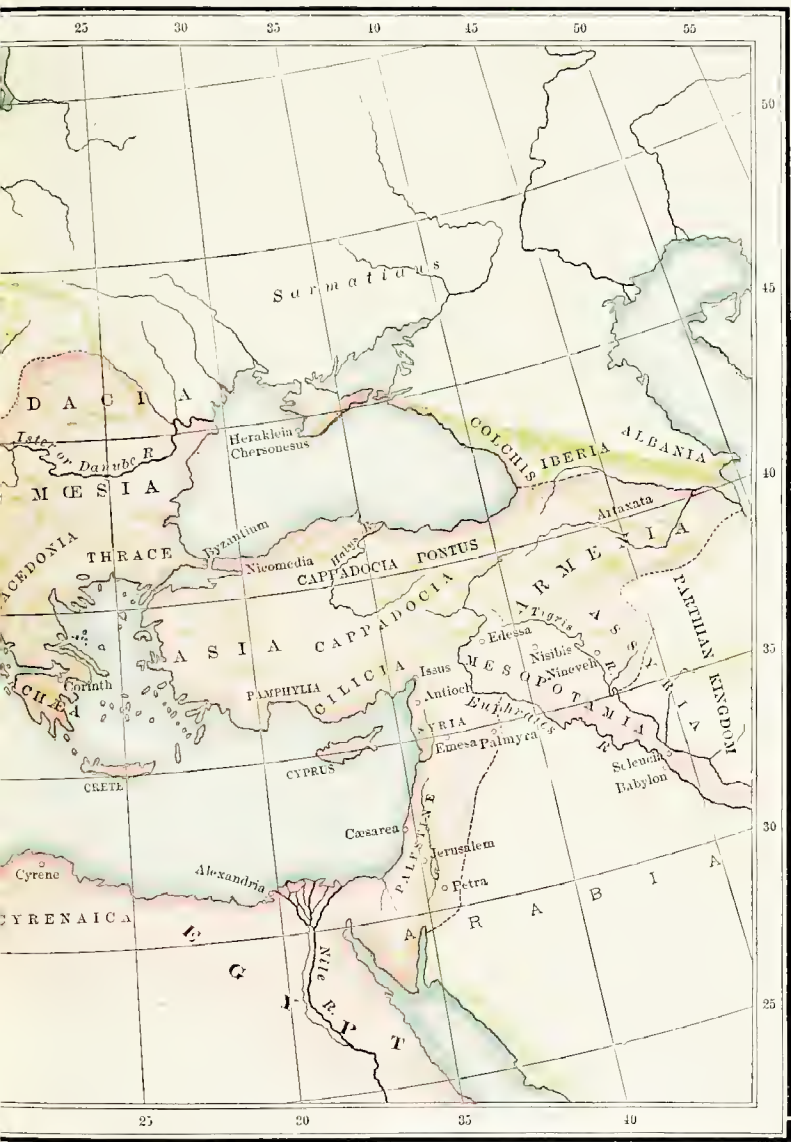 25 30 35 40 45 50 55
50
45
40
35
30
25
25 30 35 40
Sarmatians
DACIA
Ister or Danube R
MŒSIA
Herakleia
Chersonesus
COLCHIS
IBERIA
ALBANIA
ACEDONIA
THRACE
Byzantium
Nicomedia
Halys R.
CAPPADOCIA PONTUS
Artaxata
ARMENIA
ASIA
CAPPADOCIA
Tigris
R.
ASSYRIA
PARTHIAN KINGDOM
Edessa
Nisibis
Nineveh
MESOPOTAMIA
Corinth
CHÆA
PAMPHYLIA
CILICIA
Issus
Antioch
SYRIA
Euphrates R
Emesa
Palmyra
Seleucia
Babylon
CRETE
CYPRUS
Cæsarea
PALESTINE
Jerusalem
Petra
ARABIA
Cyrene
Alexandria
CYRENAICA
EGYPT
Nile R.